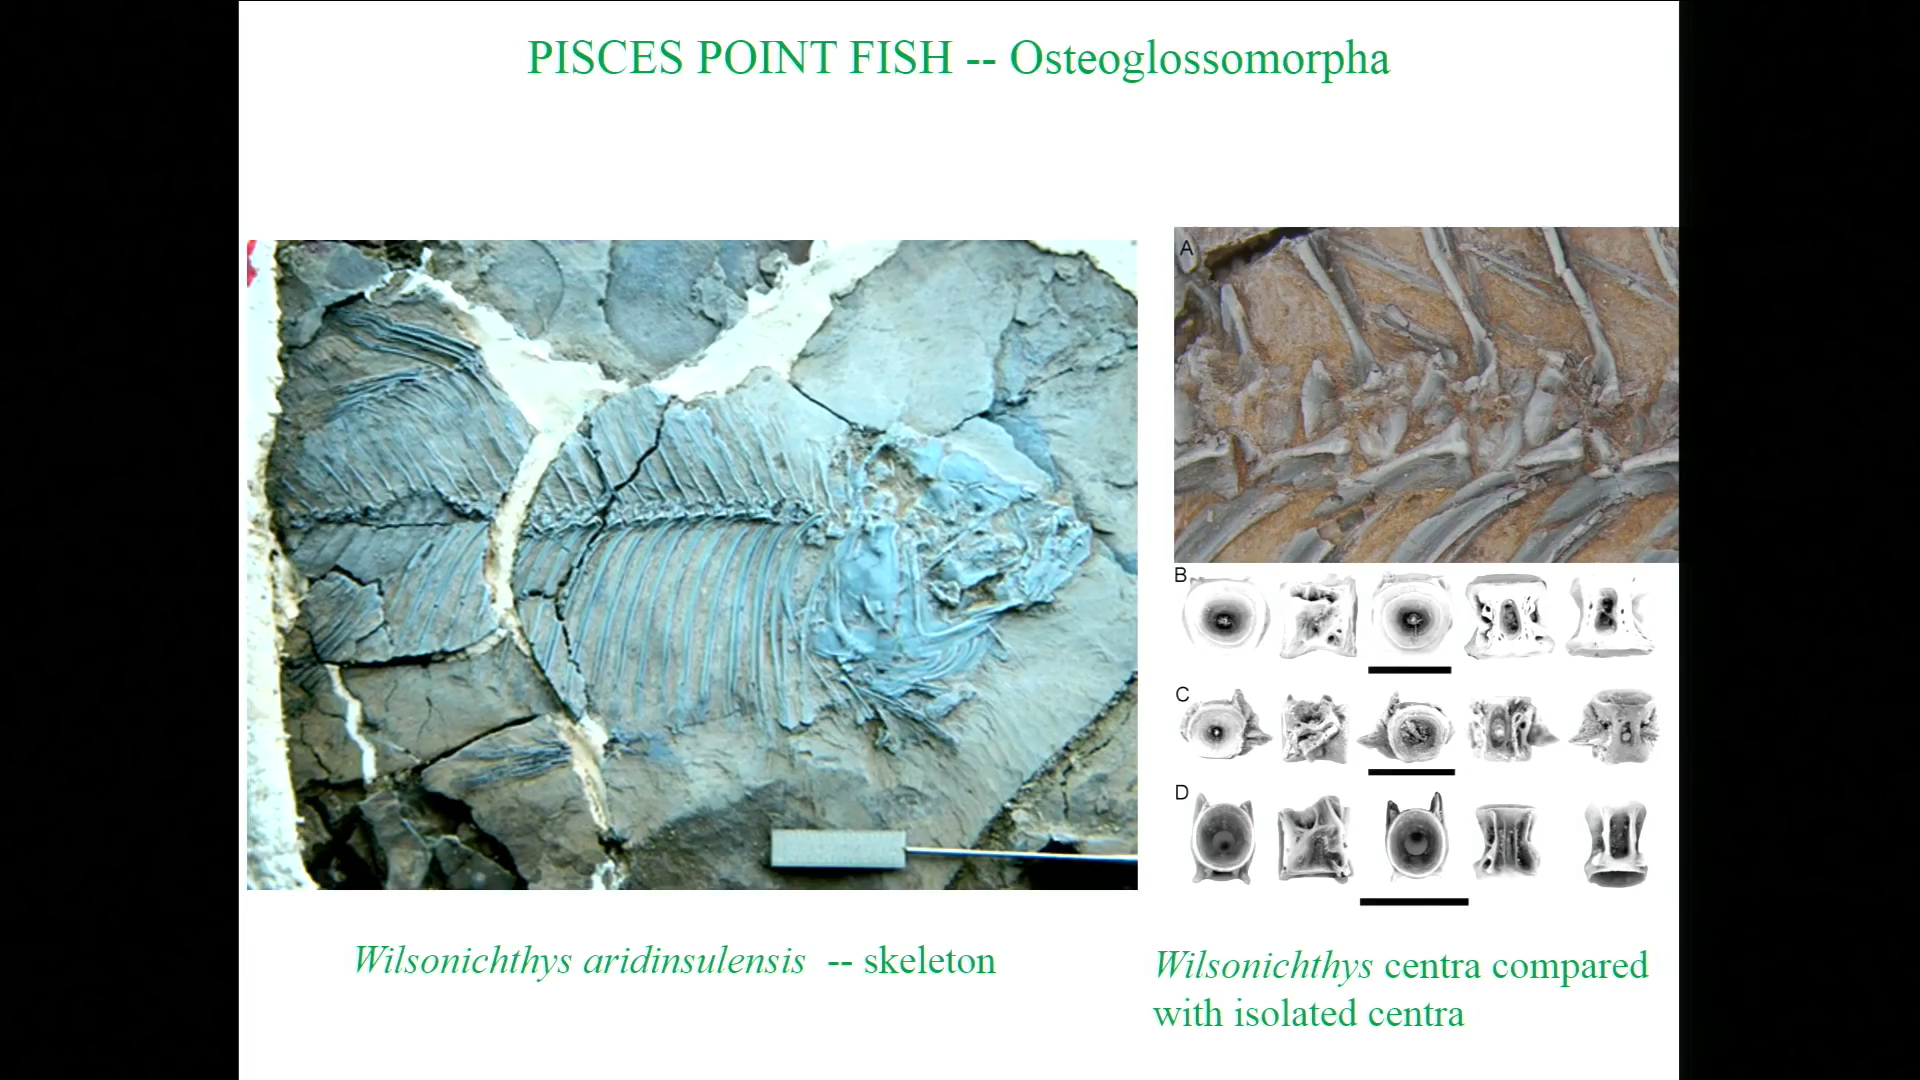 PISCES POINT FISH -- Osteoglossomorpha
A
B
C
D
Wilsonichthys aridinsulensis -- skeleton
Wilsonichthys centra compared
with isolated centra